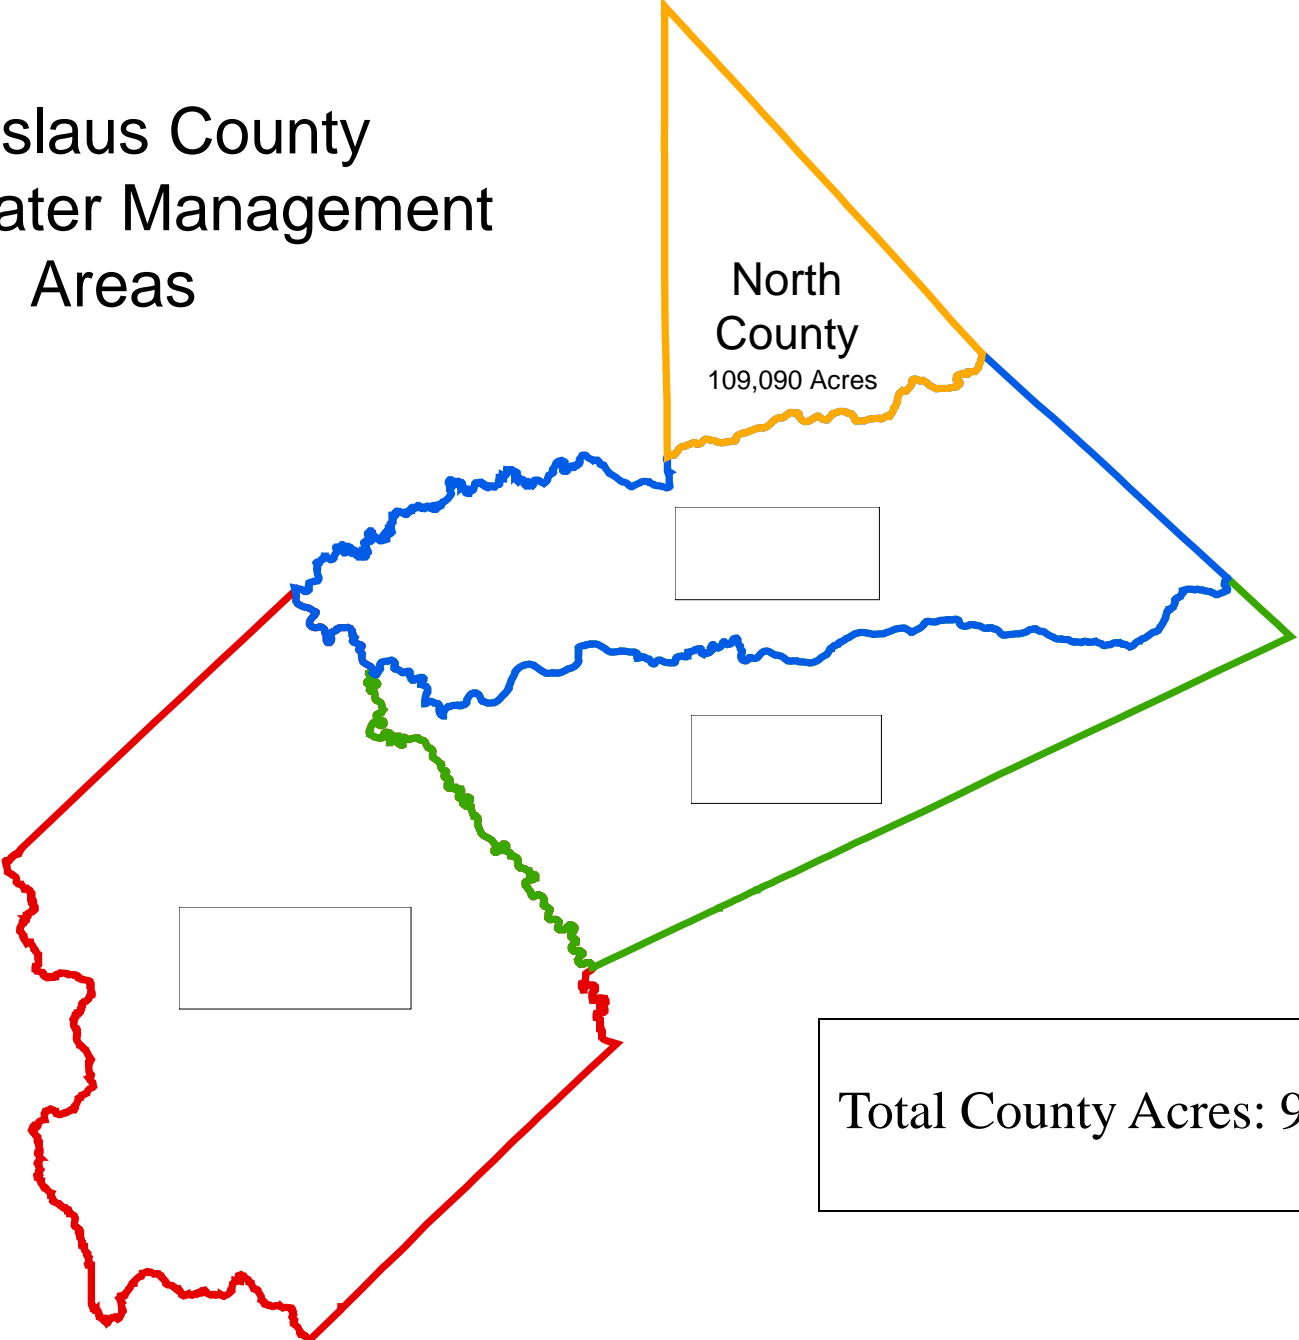 slaus County
ater Management
Areas
North
County
109,090 Acres
Total County Acres: 9